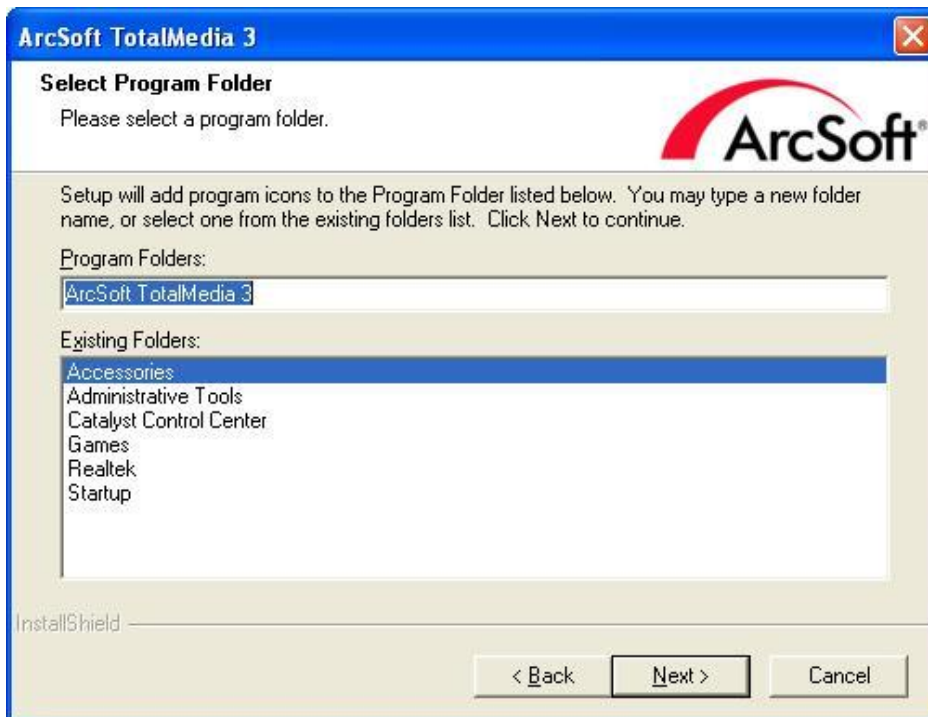 ArcSoft TotalMedia 3
Select Program Folder
Please select a program folder.
ArcSoft®
Setup will add program icons to the Program Folder listed below. You may type a new folder
name, or select one from the existing folders list. Click Next to continue.
Program Folders:
ArcSoft TotalMedia 3
Existing Folders:
Accessories
Administrative Tools
Catalyst Control Center
Games
Realtek
Startup
InstallShield
< Back Next > Cancel